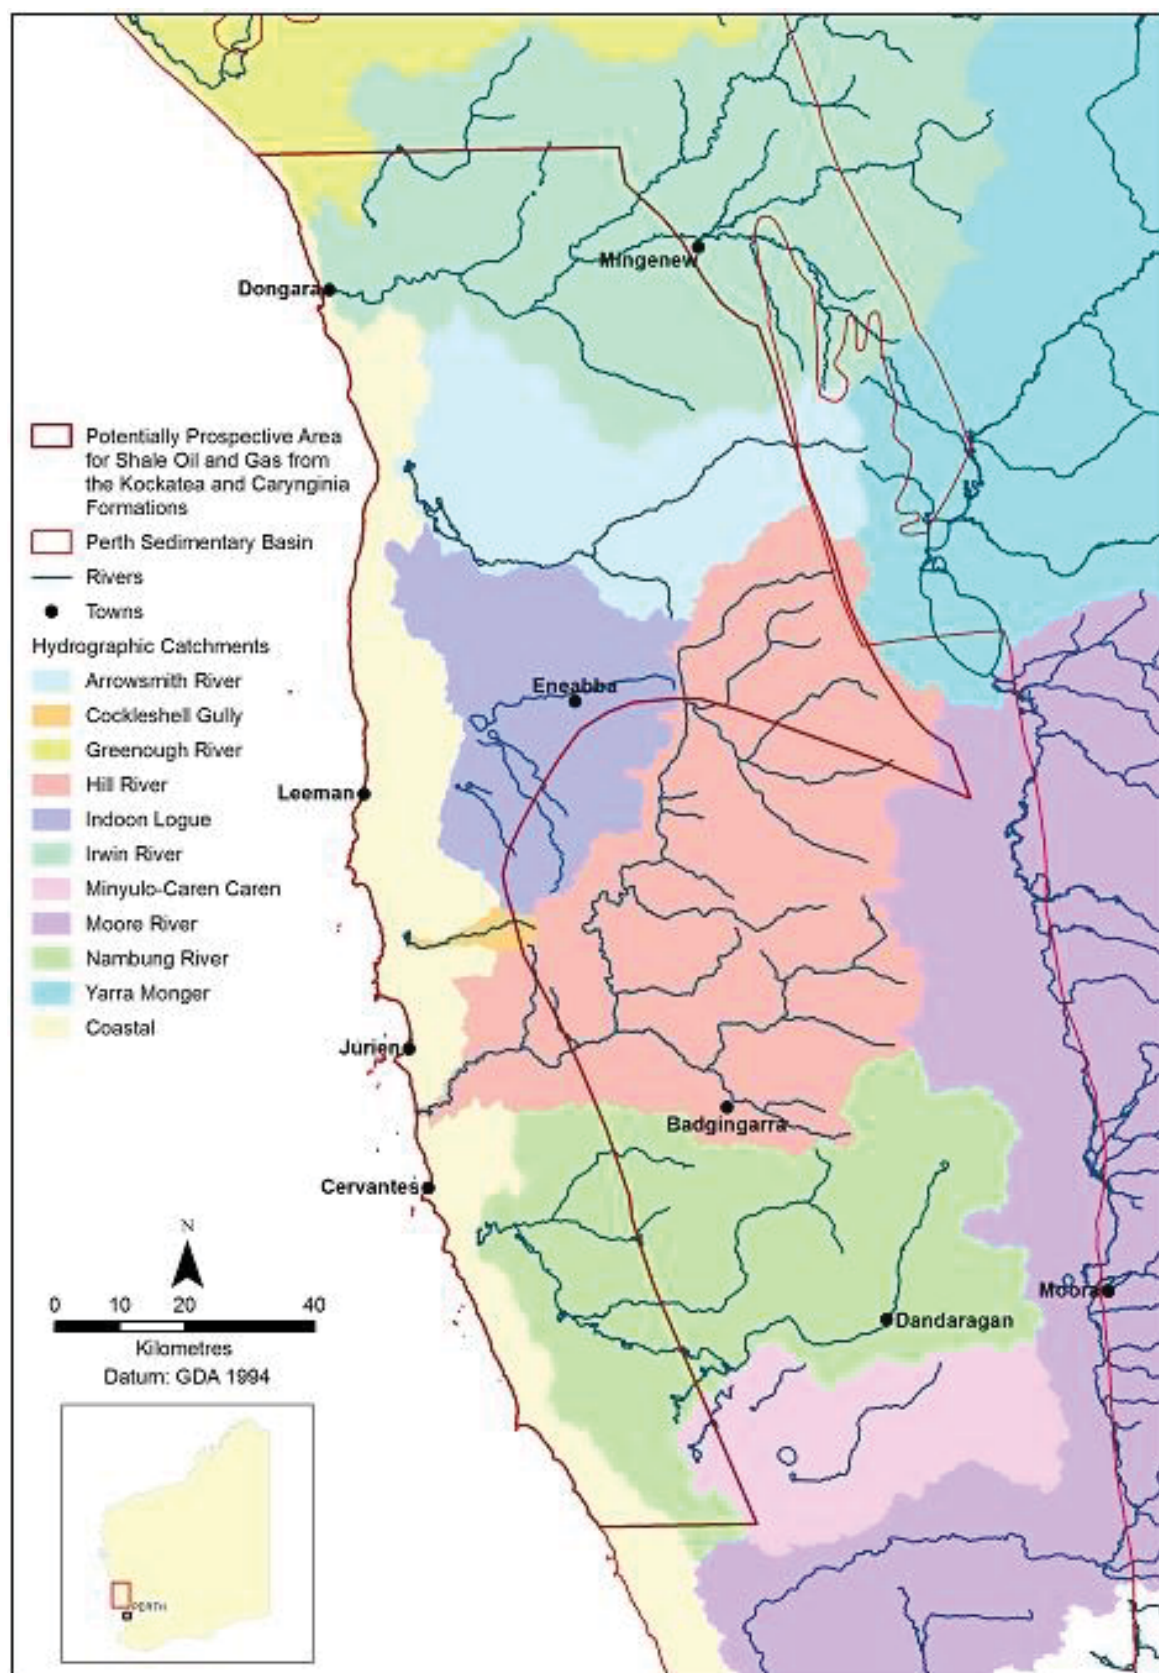 Mingenew
Dongara
Potentially Prospective Area
for Shale Oil and Gas from
the Kockatea and Carynginia
Formations
Perth Sedimentary Basin
Rivers
Towns
Hydrographic Catchments
Arrowsmith River
Cockleshell Gully
Greenough River
Hill River
Indoon Logue
Irwin River
Minyulo-Caren Caren
Moore River
Nambung River
Yarra Monger
Coastal
Eneabba
Leeman
Jurien
Badgingarra
Cervantes
Moora
Dandaragan
N
0 10 20 40
Kilometres
Datum: GDA 1994
PERTH